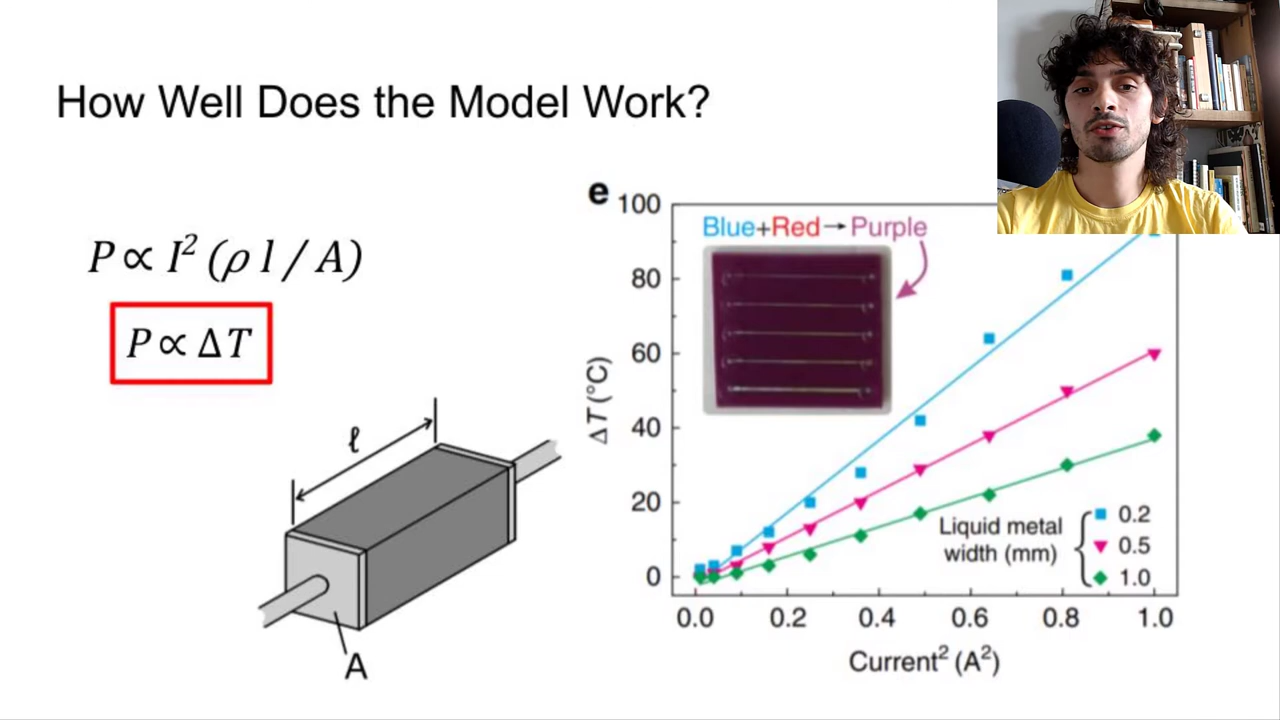 How Well Does the Model Work?
P ∝ I² (ρ l / A)
P ∝ Δ T
ℓ
A
e
Blue+Red→Purple
100
80
60
40
20
0
ΔT (°C)
0.0 0.2 0.4 0.6 0.8 1.0
Current² (A²)
Liquid metal
width (mm)
0.2
0.5
1.0